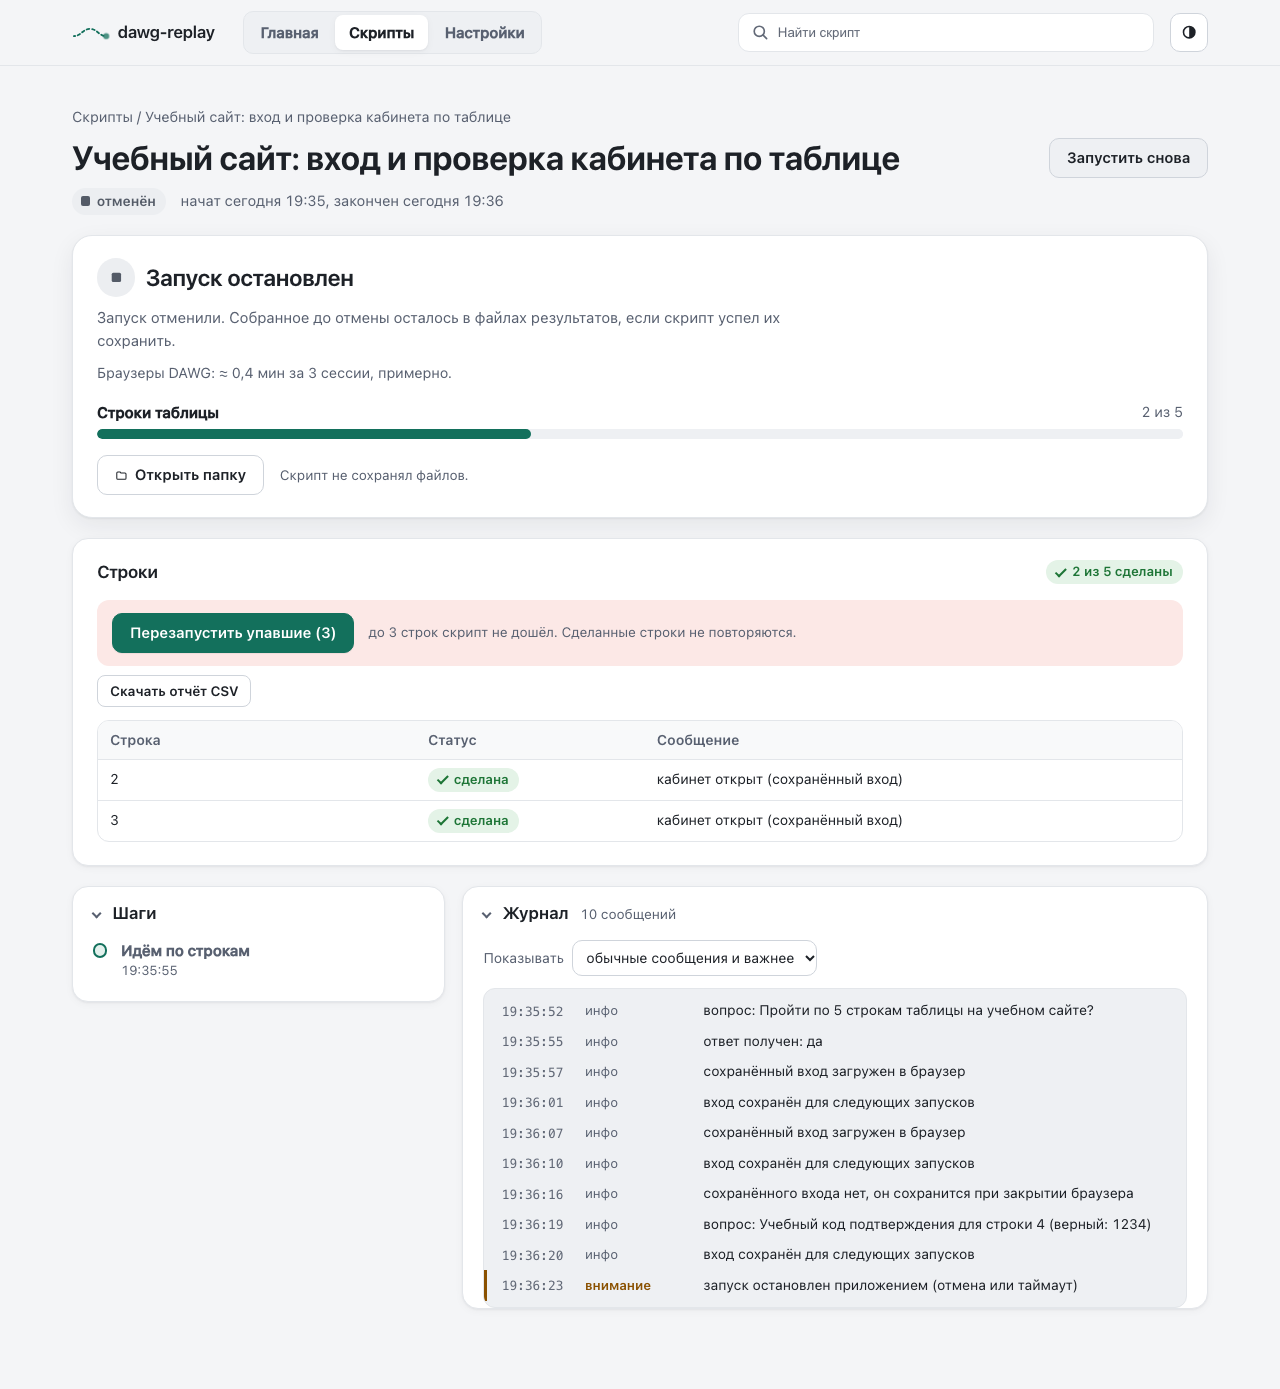 dawg-replay
Главная
Скрипты
Настройки
Найти скрипт
Скрипты / Учебный сайт: вход и проверка кабинета по таблице
Учебный сайт: вход и проверка кабинета по таблице
Запустить снова
отменён
начат сегодня 19:35, закончен сегодня 19:36
Запуск остановлен
Запуск отменили. Собранное до отмены осталось в файлах результатов, если скрипт успел их
сохранить.
Браузеры DAWG: ≈ 0,4 мин за 3 сессии, примерно.
Строки таблицы
2 из 5
Открыть папку
Скрипт не сохранял файлов.
Строки
2 из 5 сделаны
Перезапустить упавшие (3)
до 3 строк скрипт не дошёл. Сделанные строки не повторяются.
Скачать отчёт CSV
Строка Статус Сообщение
2 сделана кабинет открыт (сохранённый вход)
3 сделана кабинет открыт (сохранённый вход)
Шаги
Идём по строкам
19:35:55
Журнал 10 сообщений
Показывать обычные сообщения и важнее
19:35:52 инфо вопрос: Пройти по 5 строкам таблицы на учебном сайте?
19:35:55 инфо ответ получен: да
19:35:57 инфо сохранённый вход загружен в браузер
19:36:01 инфо вход сохранён для следующих запусков
19:36:07 инфо сохранённый вход загружен в браузер
19:36:10 инфо вход сохранён для следующих запусков
19:36:16 инфо сохранённого входа нет, он сохранится при закрытии браузера
19:36:19 инфо вопрос: Учебный код подтверждения для строки 4 (верный: 1234)
19:36:20 инфо вход сохранён для следующих запусков
19:36:23 внимание запуск остановлен приложением (отмена или таймаут)